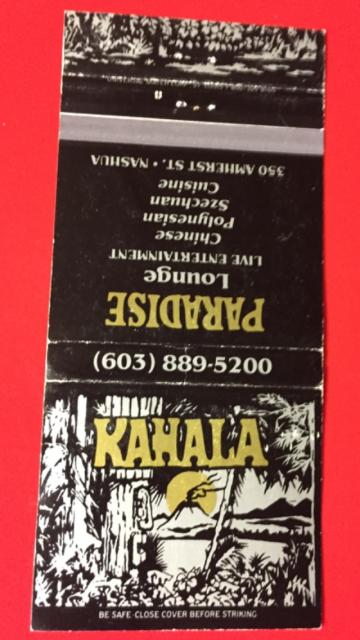 KAHALA
BE SAFE-CLOSE COVER BEFORE STRIKING
(603) 889-5200
PARADISE
Lounge
LIVE ENTERTAINMENT
Chinese
Polynesian
Szechuan
Cuisine
350 AMHERST ST. • NASHUA